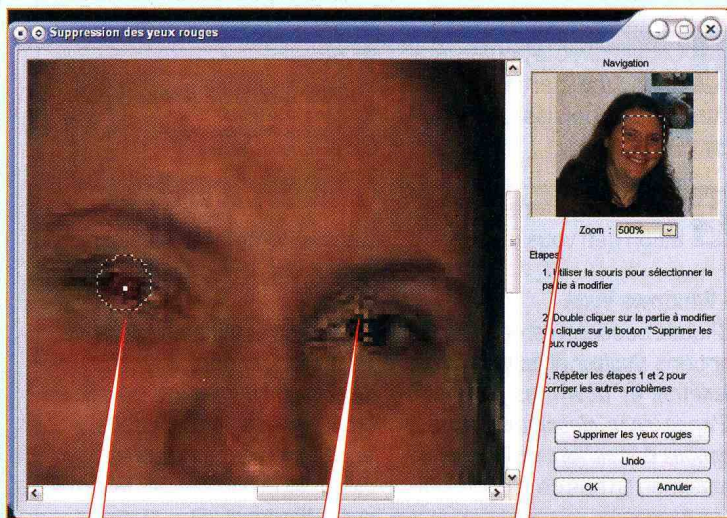 Suppression des yeux rouges
Navigation
Zoom : 500%
Etapes
1. Utiliser la souris pour sélectionner la
partie à modifier
2. Double cliquer sur la partie à modifier
ou cliquer sur le bouton "Supprimer les
yeux rouges
3. Répéter les étapes 1 et 2 pour
corriger les autres problèmes
Supprimer les yeux rouges
Undo
OK
Annuler